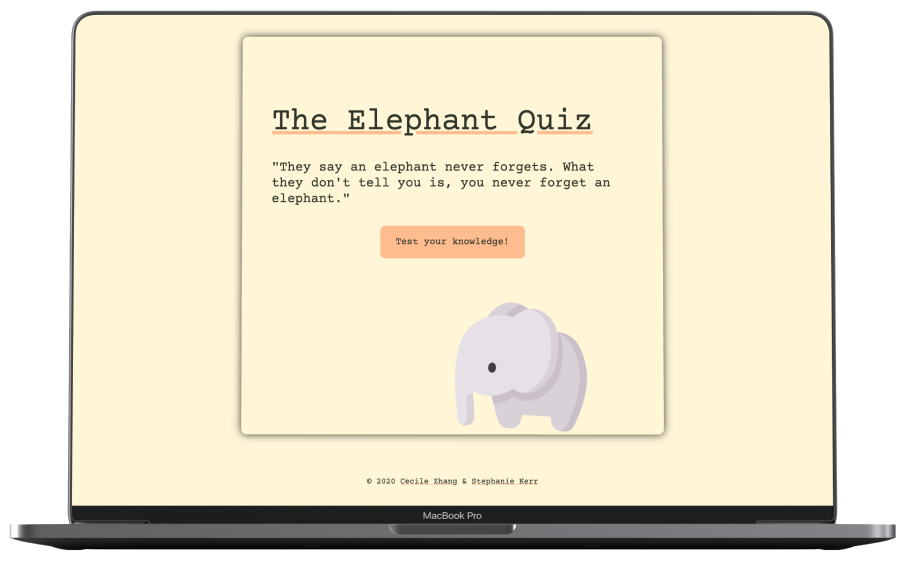 The Elephant Quiz
"They say an elephant never forgets. What
they don't tell you is, you never forget an
elephant."
Test your knowledge!
© 2020 Cecile Zhang & Stephanie Kerr
MacBook Pro